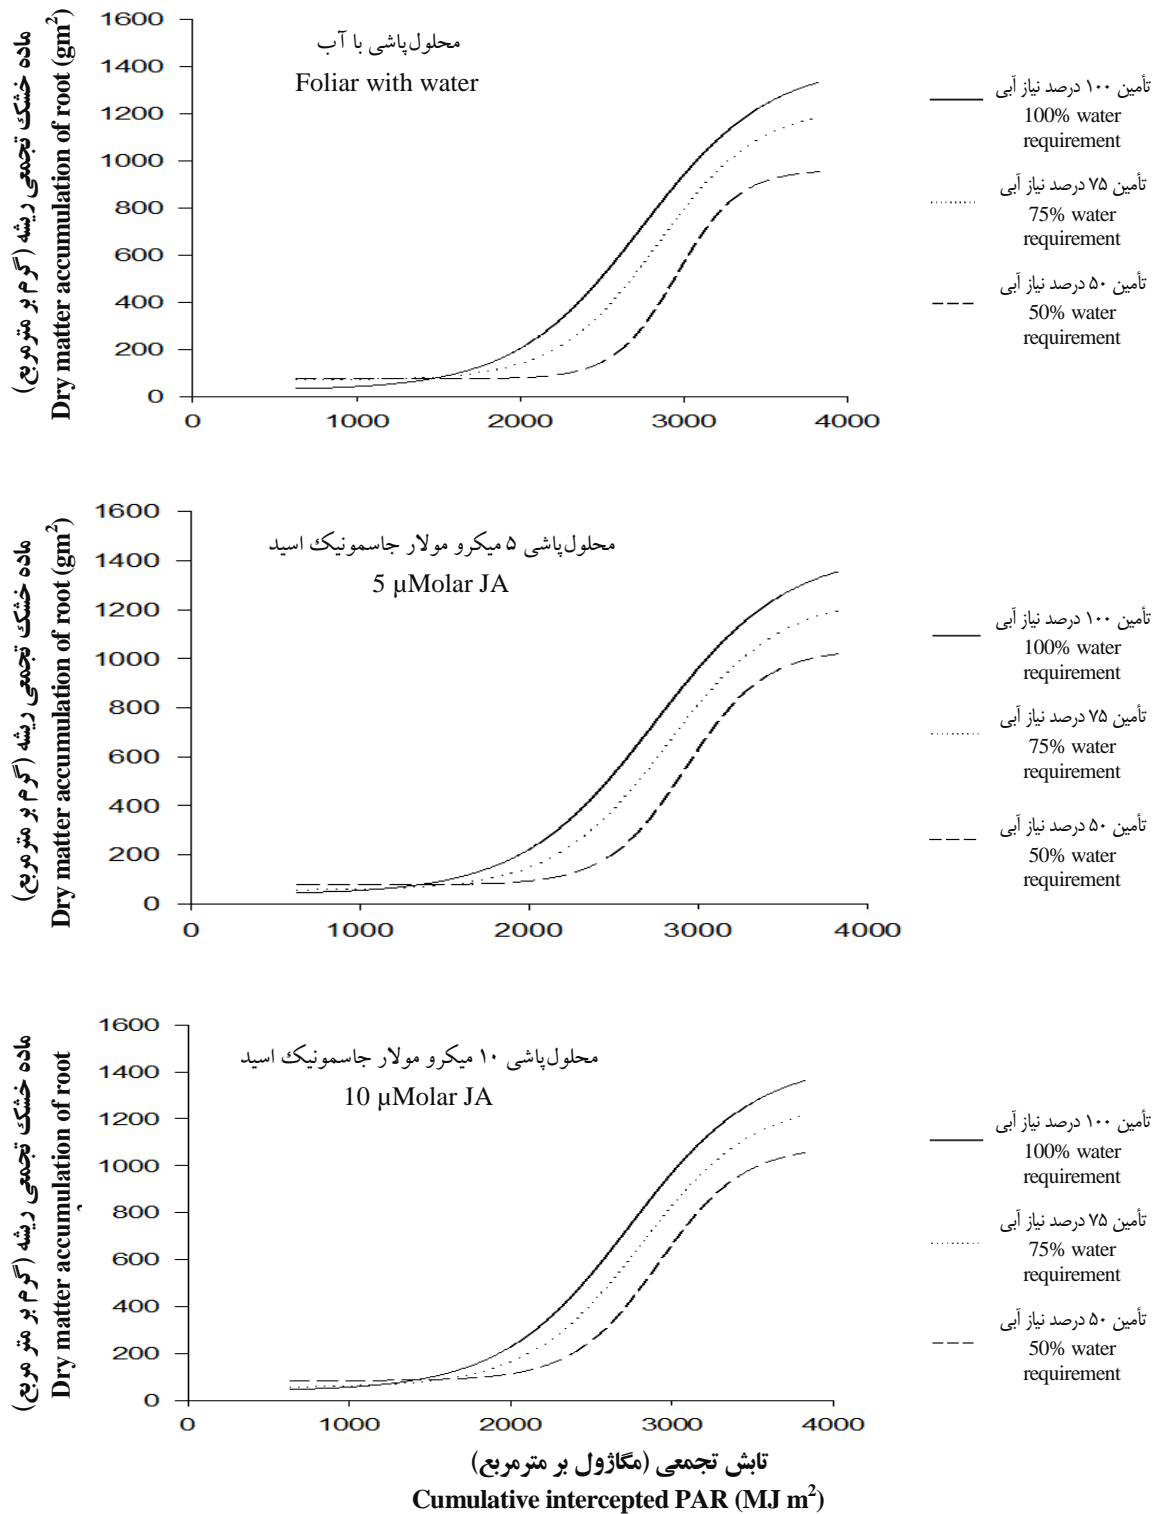 ماده خشک تجمعی ریشه (گرم بر مترمربع)
Dry matter accumulation of root (gm²)
1600
1400
1200
1000
800
600
400
200
0
0 1000 2000 3000 4000
محلول‌پاشی با آب
Foliar with water
تأمین ۱۰۰ درصد نیاز آبی
100% water
requirement
تأمین ۷۵ درصد نیاز آبی
75% water
requirement
تأمین ۵۰ درصد نیاز آبی
50% water
requirement
ماده خشک تجمعی ریشه (گرم بر مترمربع)
Dry matter accumulation of root (gm²)
1600
1400
1200
1000
800
600
400
200
0
0 1000 2000 3000 4000
محلول‌پاشی ۵ میکرو مولار جاسمونیک اسید
5 µMolar JA
تأمین ۱۰۰ درصد نیاز آبی
100% water
requirement
تأمین ۷۵ درصد نیاز آبی
75% water
requirement
تأمین ۵۰ درصد نیاز آبی
50% water
requirement
ماده خشک تجمعی ریشه (گرم بر متر مربع)
Dry matter accumulation of root
1600
1400
1200
1000
800
600
400
200
0
0 1000 2000 3000 4000
محلول‌پاشی ۱۰ میکرو مولار جاسمونیک اسید
10 µMolar JA
تأمین ۱۰۰ درصد نیاز آبی
100% water
requirement
تأمین ۷۵ درصد نیاز آبی
75% water
requirement
تأمین ۵۰ درصد نیاز آبی
50% water
requirement
تابش تجمعی (مگاژول بر مترمربع)
Cumulative intercepted PAR (MJ m²)